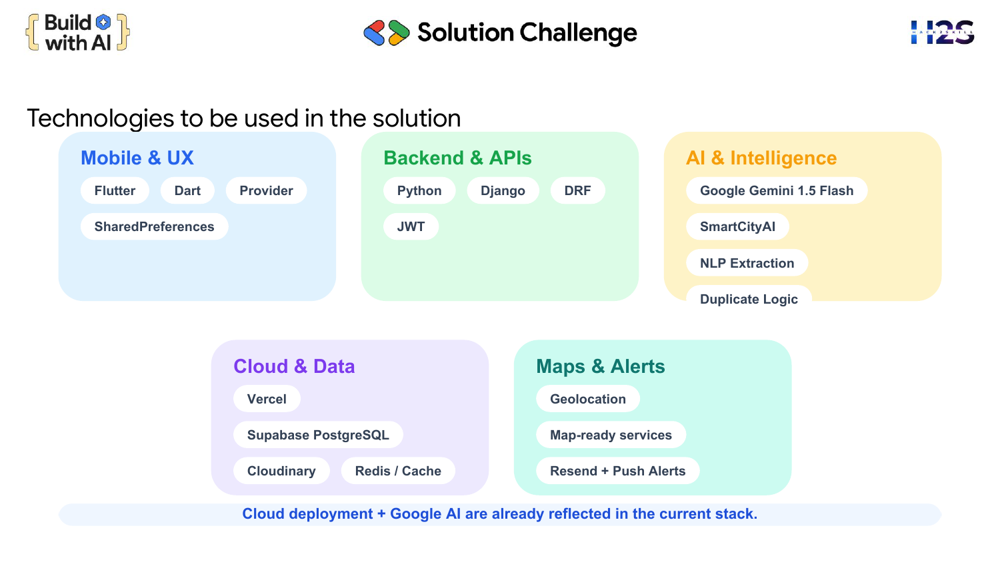 Build
with AI
Solution Challenge
H2S
HACK2SKILL
Technologies to be used in the solution
Mobile & UX
Flutter Dart Provider
SharedPreferences
Backend & APIs
Python Django DRF
JWT
AI & Intelligence
Google Gemini 1.5 Flash
SmartCityAI
NLP Extraction
Duplicate Logic
Cloud & Data
Vercel
Supabase PostgreSQL
Cloudinary Redis / Cache
Maps & Alerts
Geolocation
Map-ready services
Resend + Push Alerts
Cloud deployment + Google AI are already reflected in the current stack.